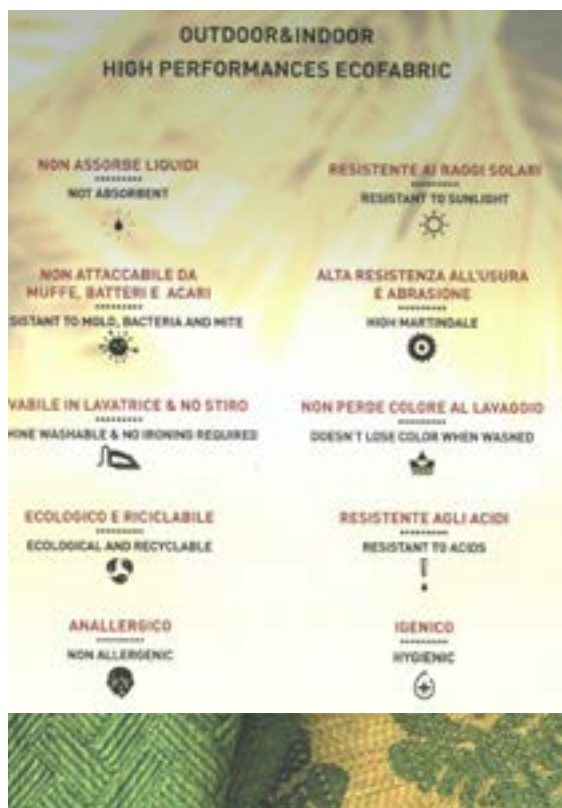 OUTDOOR&INDOOR
HIGH PERFORMANCES ECOFABRIC
NON ASSORBE LIQUIDI
NOT ABSORBENT
RESISTENTE AI RAGGI SOLARI
RESISTANT TO SUNLIGHT
NON ATTACCABILE DA
MUFFE, BATTERI E ACARI
SISTANT TO MOLD, BACTERIA AND MITE
ALTA RESISTENZA ALL'USURA
E ABRASIONE
HIGH MARTINDALE
VABILE IN LAVATRICE & NO STIRO
HINE WASHABLE & NO IRONING REQUIRED
NON PERDE COLORE AL LAVAGGIO
DOESN'T LOSE COLOR WHEN WASHED
ECOLOGICO E RICICLABILE
ECOLOGICAL AND RECYCLABLE
RESISTENTE AGLI ACIDI
RESISTANT TO ACIDS
ANALLERGICO
NON ALLERGENIC
IGENICO
HYGIENIC